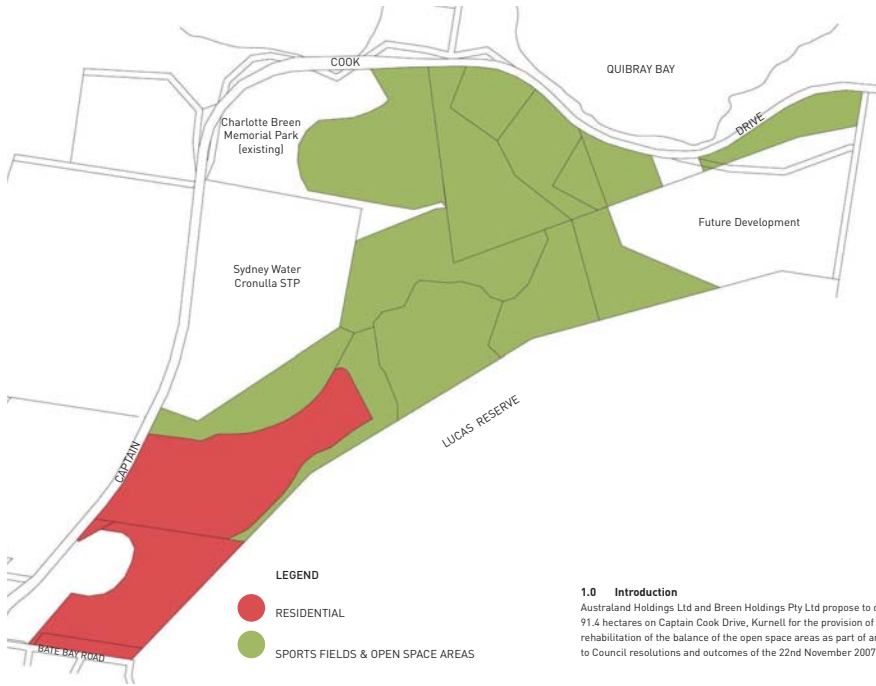 COOK
QUIBRAY BAY
DRIVE
Charlotte Breen
Memorial Park
(existing)
Future Development
Sydney Water
Cronulla STP
LUCAS RESERVE
CAPTAIN
LEGEND
RESIDENTIAL
SPORTS FIELDS & OPEN SPACE AREAS
BATE BAY ROAD
1.0 Introduction
Australand Holdings Ltd and Breen Holdings Pty Ltd propose to
91.4 hectares on Captain Cook Drive, Kurnell for the provision of
rehabilitation of the balance of the open space areas as part of
to Council resolutions and outcomes of the 22nd November 2007